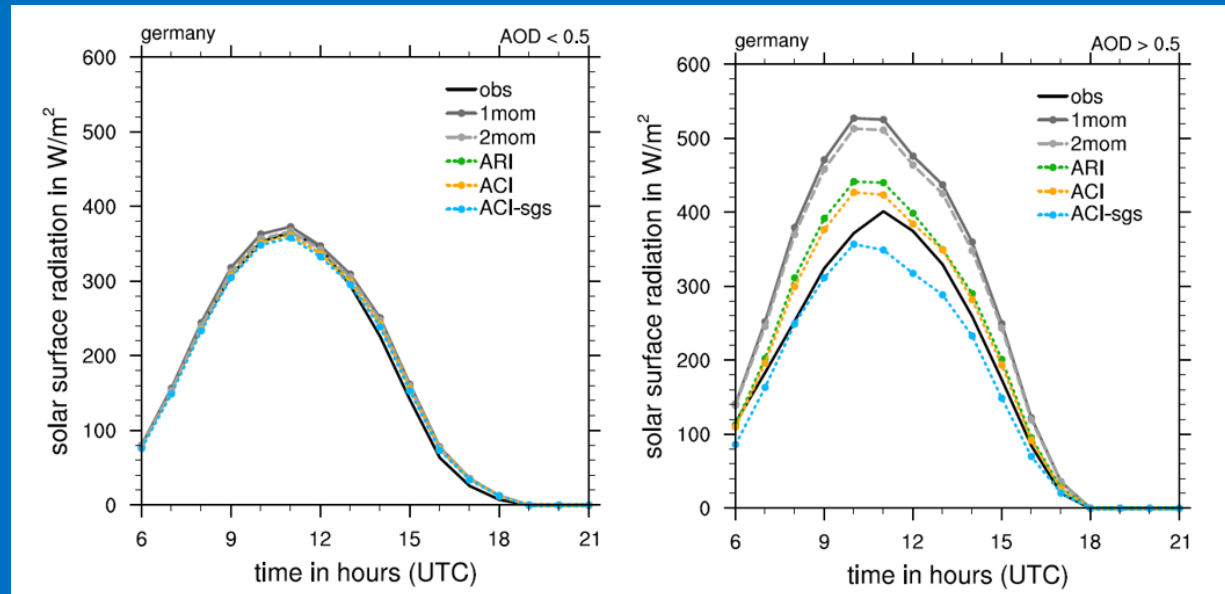 germany AOD < 0.5
600
500
400
300
200
100
0
solar surface radiation in W/m²
obs
1mom
2mom
ARI
ACI
ACI-sgs
6 9 12 15 18 21
time in hours (UTC)
germany AOD > 0.5
600
500
400
300
200
100
0
solar surface radiation in W/m²
obs
1mom
2mom
ARI
ACI
ACI-sgs
6 9 12 15 18 21
time in hours (UTC)